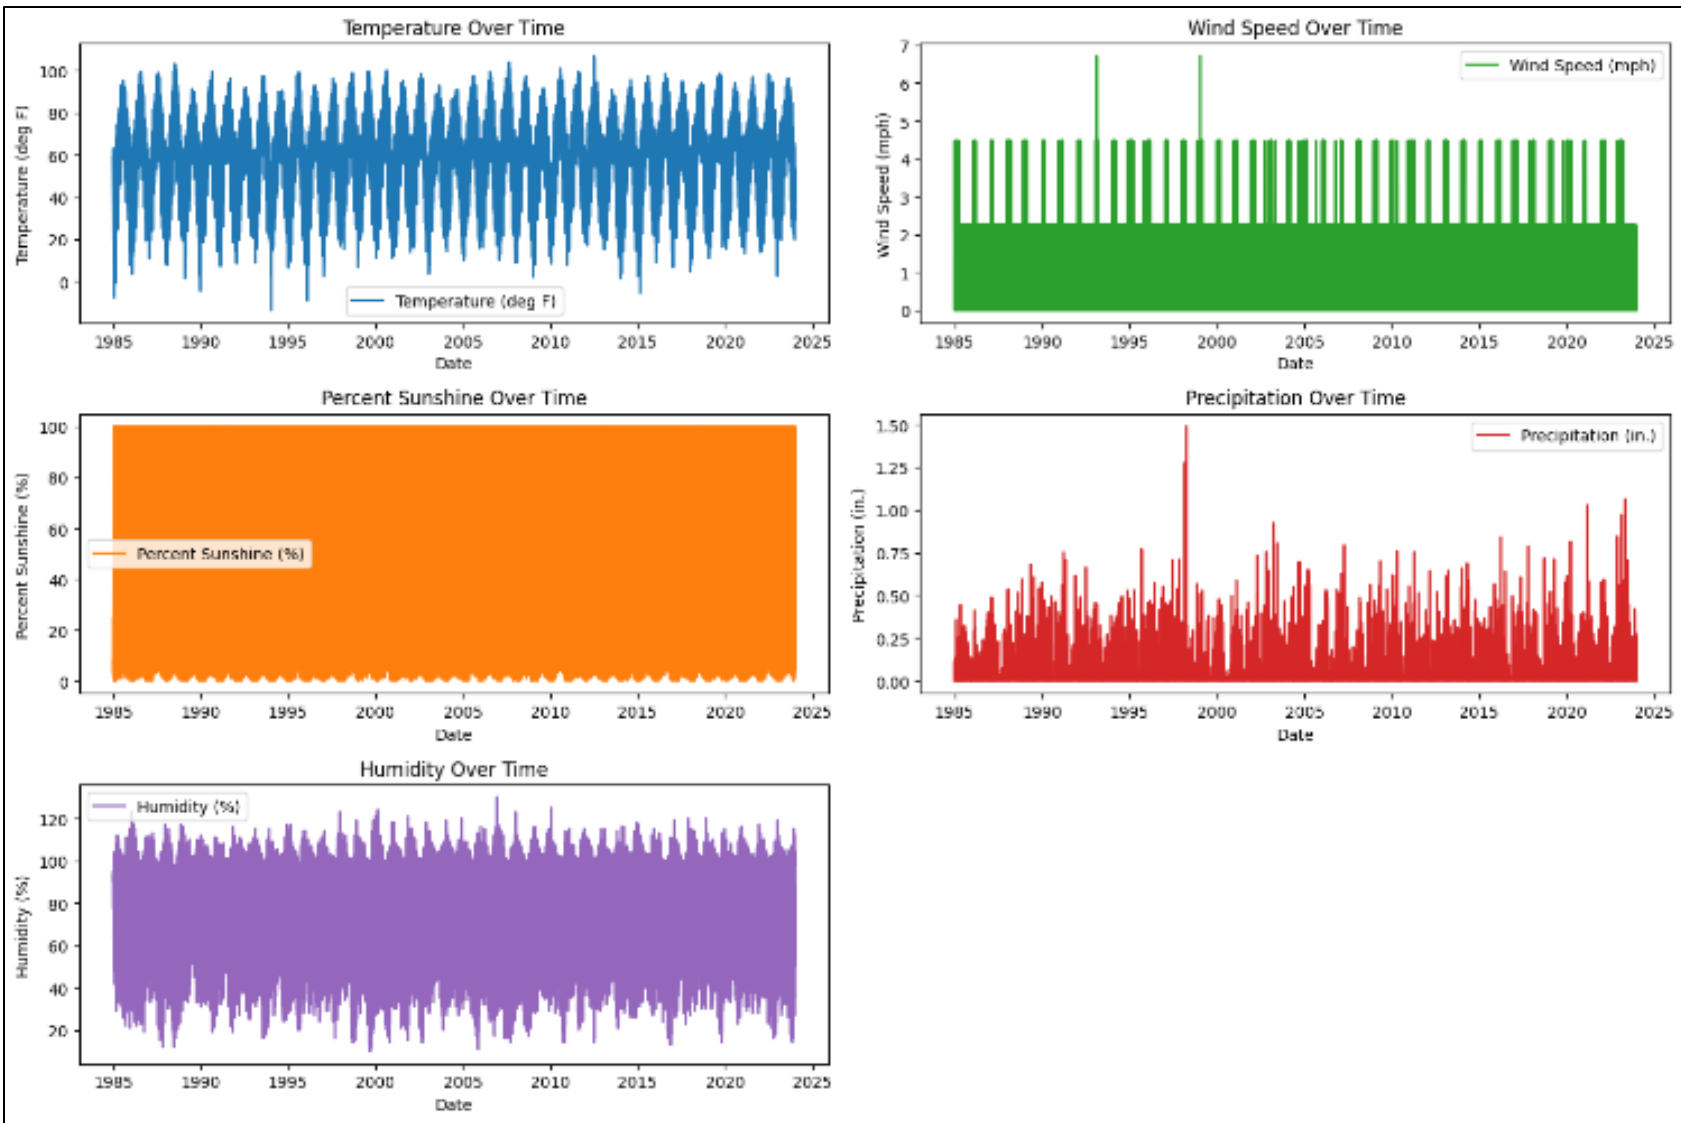 Temperature Over Time
Temperature (deg F)
100
80
60
40
20
0
Temperature (deg F)
1985 1990 1995 2000 2005 2010 2015 2020 2025
Date
Wind Speed Over Time
Wind Speed (mph)
7
6
5
4
3
2
1
0
Wind Speed (mph)
1985 1990 1995 2000 2005 2010 2015 2020 2025
Date
Percent Sunshine Over Time
Percent Sunshine (%)
100
80
60
40
20
0
Percent Sunshine (%)
1985 1990 1995 2000 2005 2010 2015 2020 2025
Date
Precipitation Over Time
Precipitation (in.)
1.50
1.25
1.00
0.75
0.50
0.25
0.00
Precipitation (in.)
1985 1990 1995 2000 2005 2010 2015 2020 2025
Date
Humidity Over Time
Humidity (%)
120
100
80
60
40
20
Humidity (%)
1985 1990 1995 2000 2005 2010 2015 2020 2025
Date